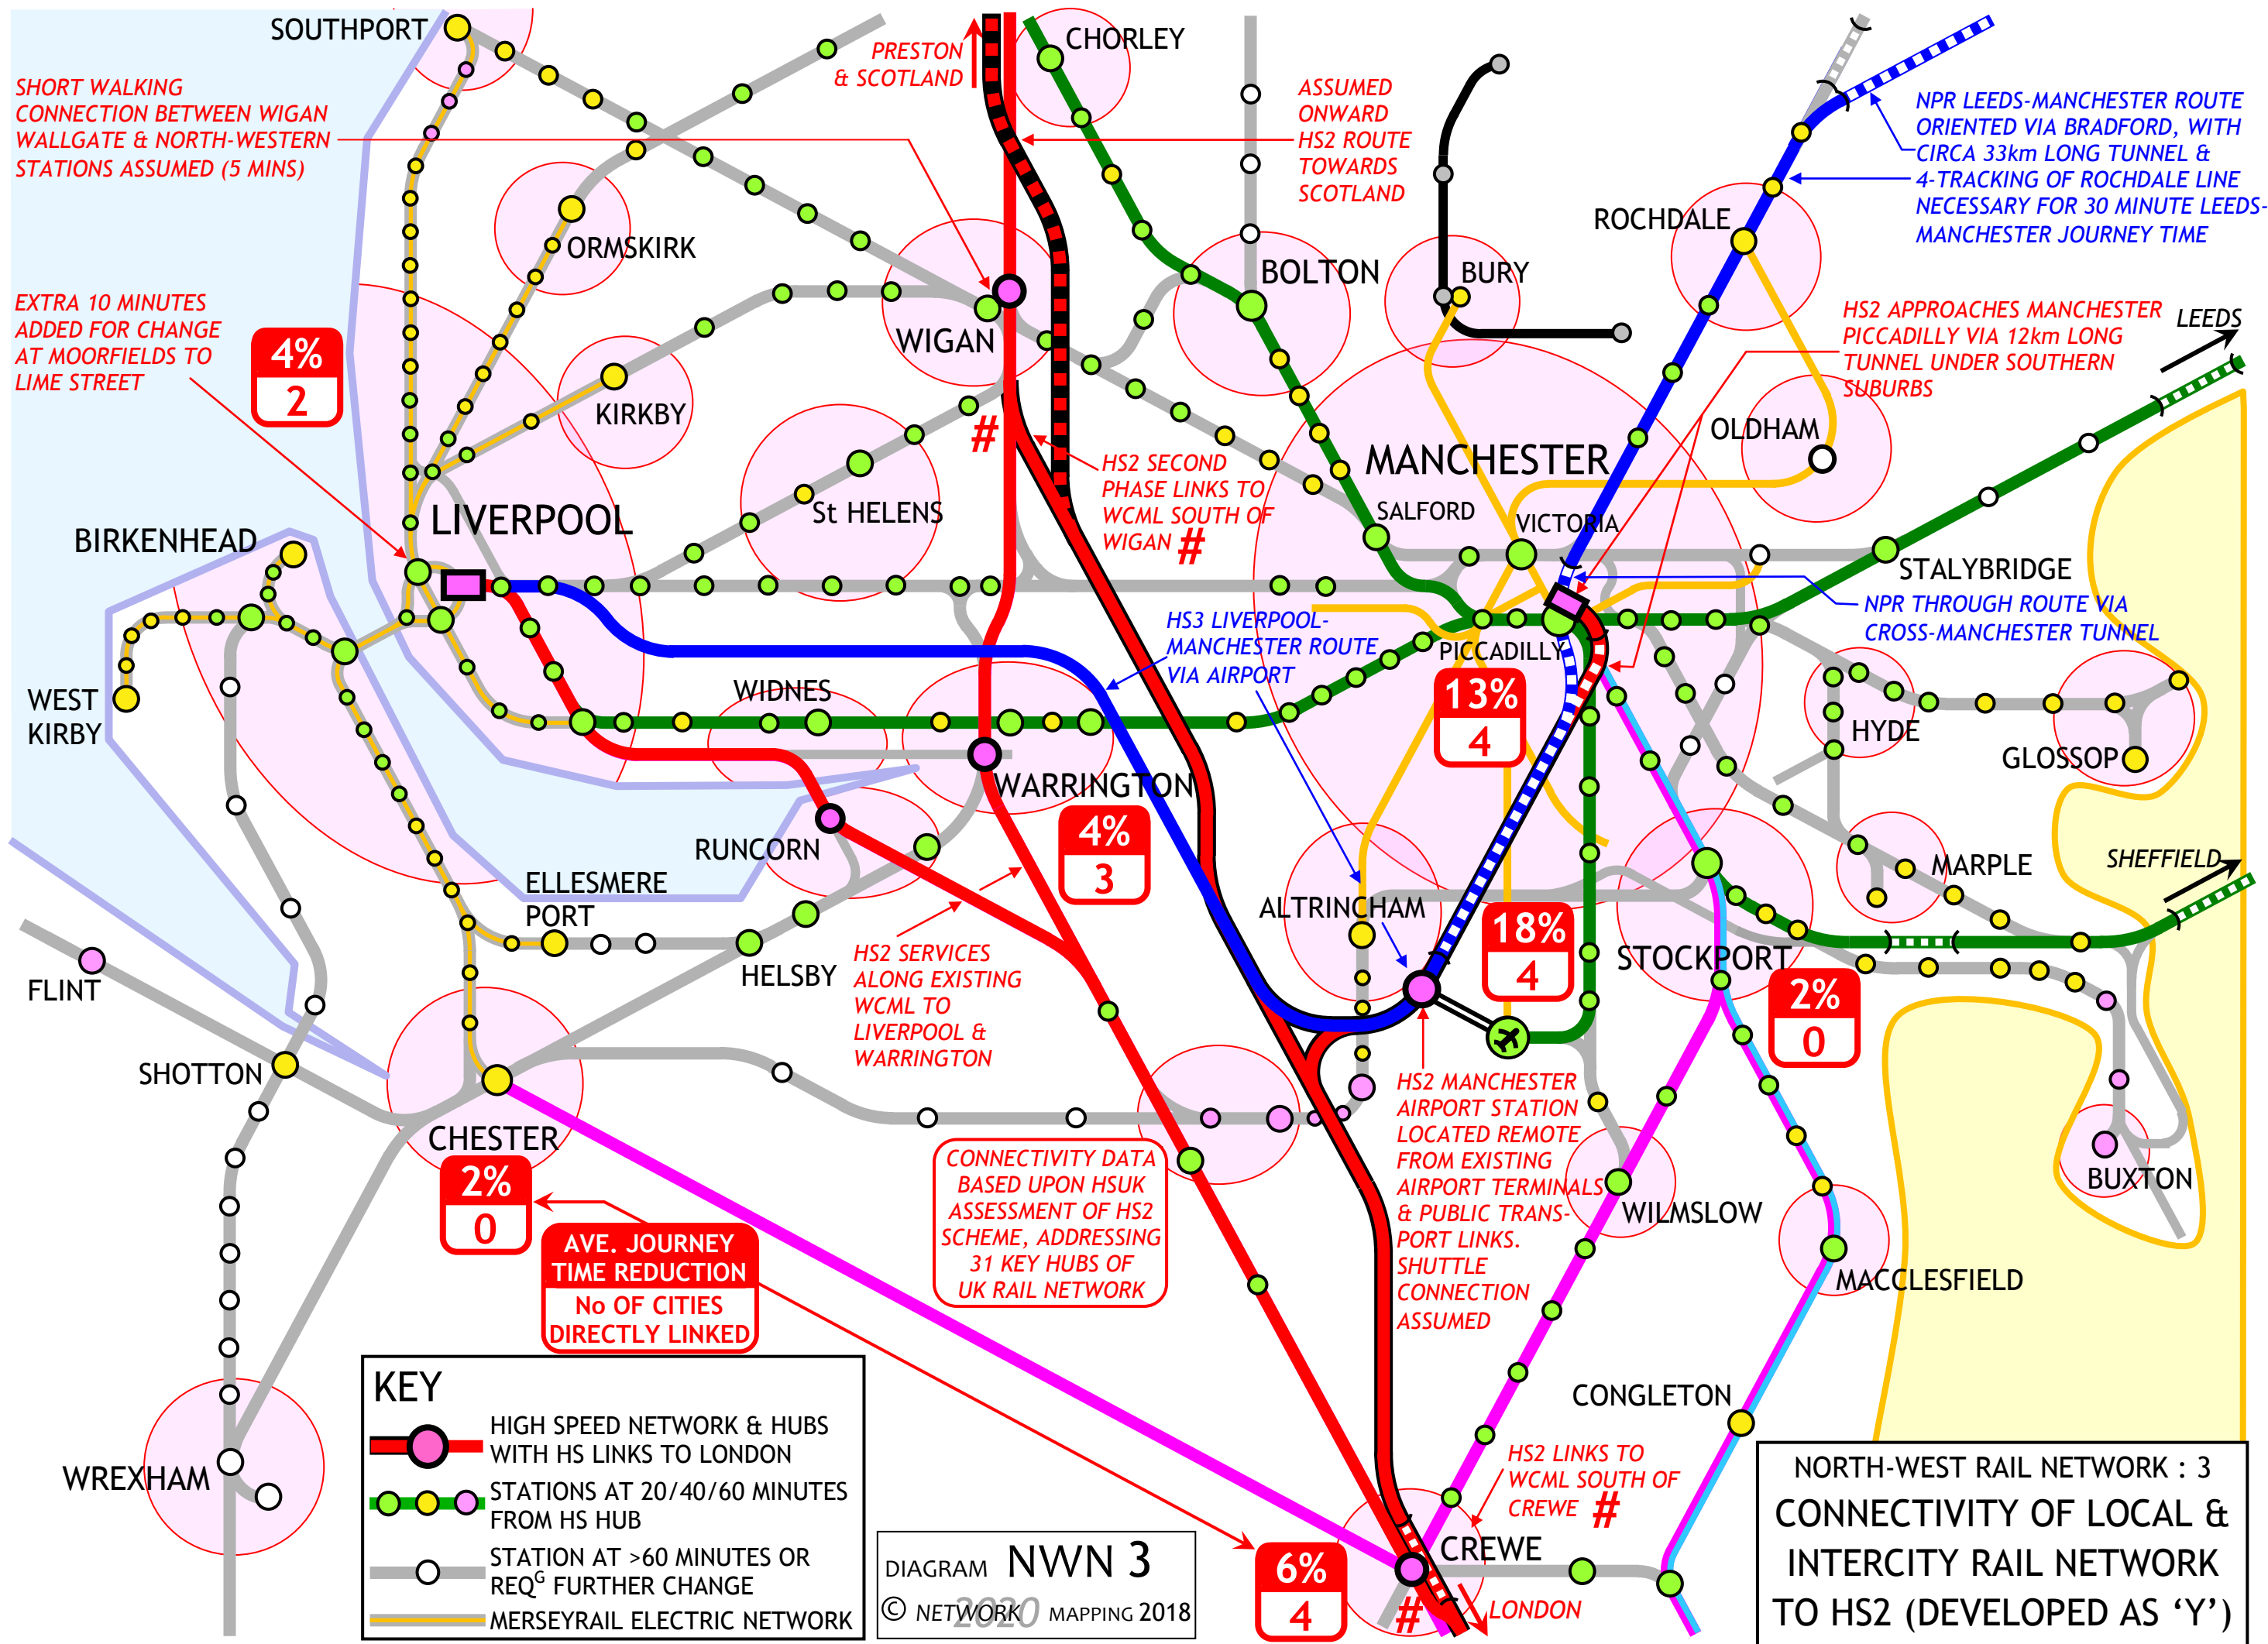 SOUTHPORT
SHORT WALKING
CONNECTION BETWEEN WIGAN
WALLGATE & NORTH-WESTERN
STATIONS ASSUMED (5 MINS)
PRESTON
& SCOTLAND
CHORLEY
ASSUMED
ONWARD
HS2 ROUTE
TOWARDS
SCOTLAND
NPR LEEDS-MANCHESTER ROUTE
ORIENTED VIA BRADFORD, WITH
CIRCA 33km LONG TUNNEL &
4-TRACKING OF ROCHDALE LINE
NECESSARY FOR 30 MINUTE LEEDS-
MANCHESTER JOURNEY TIME
ROCHDALE
ORMSKIRK
BOLTON
BURY
EXTRA 10 MINUTES
ADDED FOR CHANGE
AT MOORFIELDS TO
LIME STREET
4%
2
WIGAN
KIRKBY
HS2 APPROACHES MANCHESTER
PICCADILLY VIA 12km LONG
TUNNEL UNDER SOUTHERN
SUBURBS
LEEDS
OLDHAM
#
HS2 SECOND
PHASE LINKS TO
WCML SOUTH OF
WIGAN #
MANCHESTER
SALFORD
VICTORIA
St HELENS
LIVERPOOL
BIRKENHEAD
STALYBRIDGE
NPR THROUGH ROUTE VIA
CROSS-MANCHESTER TUNNEL
HS3 LIVERPOOL-
MANCHESTER ROUTE
VIA AIRPORT
PICCADILLY
13%
4
WEST
KIRBY
WIDNES
HYDE
GLOSSOP
WARRINGTON
4%
3
RUNCORN
MARPLE
SHEFFIELD
ELLESMERE
PORT
ALTRINCHAM
18%
4
STOCKPORT
2%
0
HELSBY
FLINT
HS2 SERVICES
ALONG EXISTING
WCML TO
LIVERPOOL &
WARRINGTON
SHOTTON
CHESTER
2%
0
HS2 MANCHESTER
AIRPORT STATION
LOCATED REMOTE
FROM EXISTING
AIRPORT TERMINALS
& PUBLIC TRANS-
PORT LINKS.
SHUTTLE
CONNECTION
ASSUMED
CONNECTIVITY DATA
BASED UPON HSUK
ASSESSMENT OF HS2
SCHEME, ADDRESSING
31 KEY HUBS OF
UK RAIL NETWORK
WILMSLOW
BUXTON
MACCLESFIELD
AVE. JOURNEY
TIME REDUCTION
No OF CITIES
DIRECTLY LINKED
CONGLETON
WREXHAM
KEY
HIGH SPEED NETWORK & HUBS
WITH HS LINKS TO LONDON
STATIONS AT 20/40/60 MINUTES
FROM HS HUB
STATION AT >60 MINUTES OR
REQG FURTHER CHANGE
MERSEYRAIL ELECTRIC NETWORK
DIAGRAM NWN 3
© NETWORK 2020 MAPPING 2018
HS2 LINKS TO
WCML SOUTH OF
CREWE #
CREWE
6%
4
#
LONDON
NORTH-WEST RAIL NETWORK : 3
CONNECTIVITY OF LOCAL &
INTERCITY RAIL NETWORK
TO HS2 (DEVELOPED AS ‘Y’)